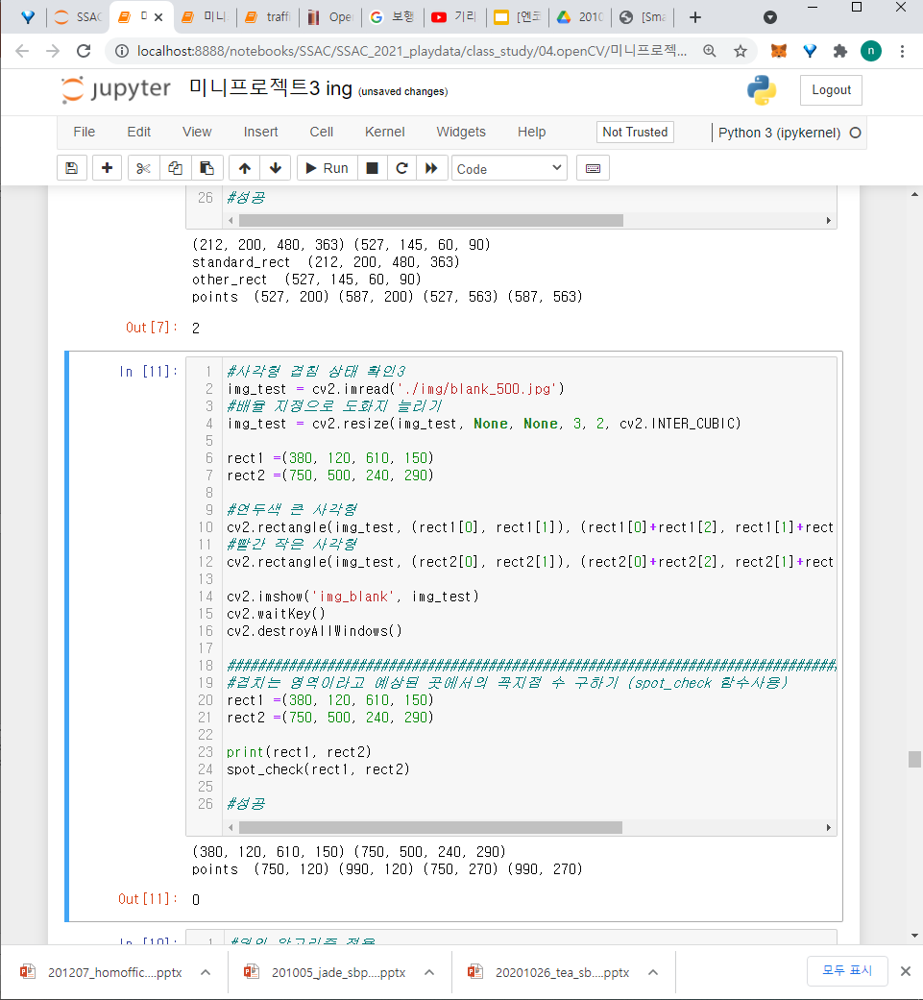 SSAC
미니
traffi
Ope
보행
기리
[엔코
2010
[Sma
localhost:8888/notebooks/SSAC/SSAC_2021_playdata/class_study/04.openCV/미니프로젝...
n
jupyter 미니프로젝트3 ing (unsaved changes)
Logout
File Edit View Insert Cell Kernel Widgets Help Not Trusted Python 3 (ipykernel)
Run Code
26 #성공
(212, 200, 480, 363) (527, 145, 60, 90)
standard_rect (212, 200, 480, 363)
other_rect (527, 145, 60, 90)
points (527, 200) (587, 200) (527, 563) (587, 563)
Out[7]: 2
In [11]:
1 #사각형 겹침 상태 확인3
2 img_test = cv2.imread('./img/blank_500.jpg')
3 #배율 지정으로 도화지 늘리기
4 img_test = cv2.resize(img_test, None, None, 3, 2, cv2.INTER_CUBIC)
5
6 rect1 =(380, 120, 610, 150)
7 rect2 =(750, 500, 240, 290)
8
9 #연두색 큰 사각형
10 cv2.rectangle(img_test, (rect1[0], rect1[1]), (rect1[0]+rect1[2], rect1[1]+rect
11 #빨간 작은 사각형
12 cv2.rectangle(img_test, (rect2[0], rect2[1]), (rect2[0]+rect2[2], rect2[1]+rect
13
14 cv2.imshow('img_blank', img_test)
15 cv2.waitKey()
16 cv2.destroyAllWindows()
17
18 ################################################################################
19 #겹치는 영역이라고 예상된 곳에서의 꼭지점 수 구하기 (spot_check 함수사용)
20 rect1 =(380, 120, 610, 150)
21 rect2 =(750, 500, 240, 290)
22
23 print(rect1, rect2)
24 spot_check(rect1, rect2)
25
26 #성공
(380, 120, 610, 150) (750, 500, 240, 290)
points (750, 120) (990, 120) (750, 270) (990, 270)
Out[11]: 0
In [10]: 1
201207_homoffic....pptx 201005_jade_sbp....pptx 20201026_tea_sb....pptx 모두 표시